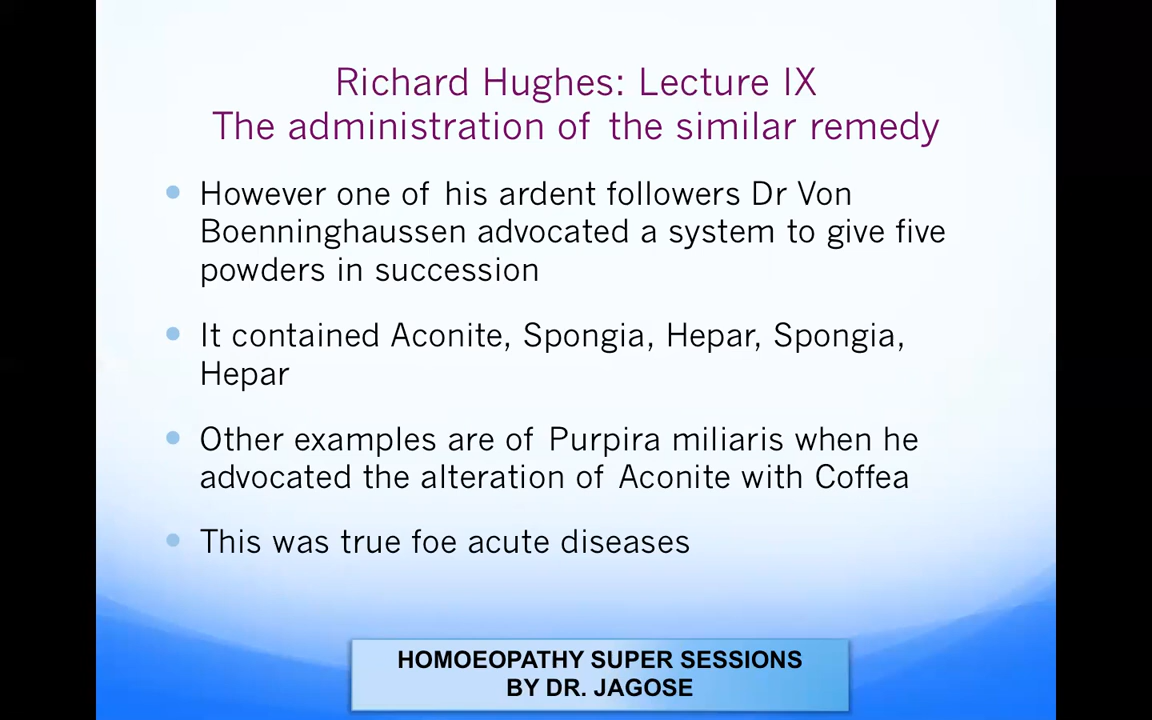 Richard Hughes: Lecture IX
The administration of the similar remedy
However one of his ardent followers Dr Von
Boenninghaussen advocated a system to give five
powders in succession
It contained Aconite, Spongia, Hepar, Spongia,
Hepar
Other examples are of Purpira miliaris when he
advocated the alteration of Aconite with Coffea
This was true foe acute diseases
HOMOEOPATHY SUPER SESSIONS
BY DR. JAGOSE